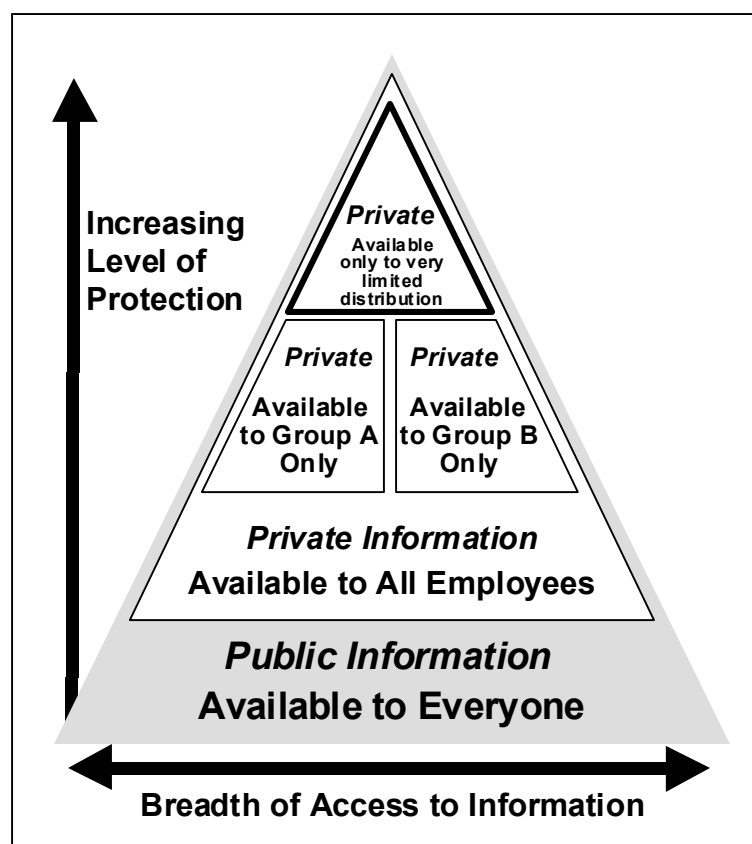 Increasing
Level of
Protection
Private
Available
only to very
limited
distribution
Private
Available
to Group A
Only
Private
Available
to Group B
Only
Private Information
Available to All Employees
Public Information
Available to Everyone
Breadth of Access to Information